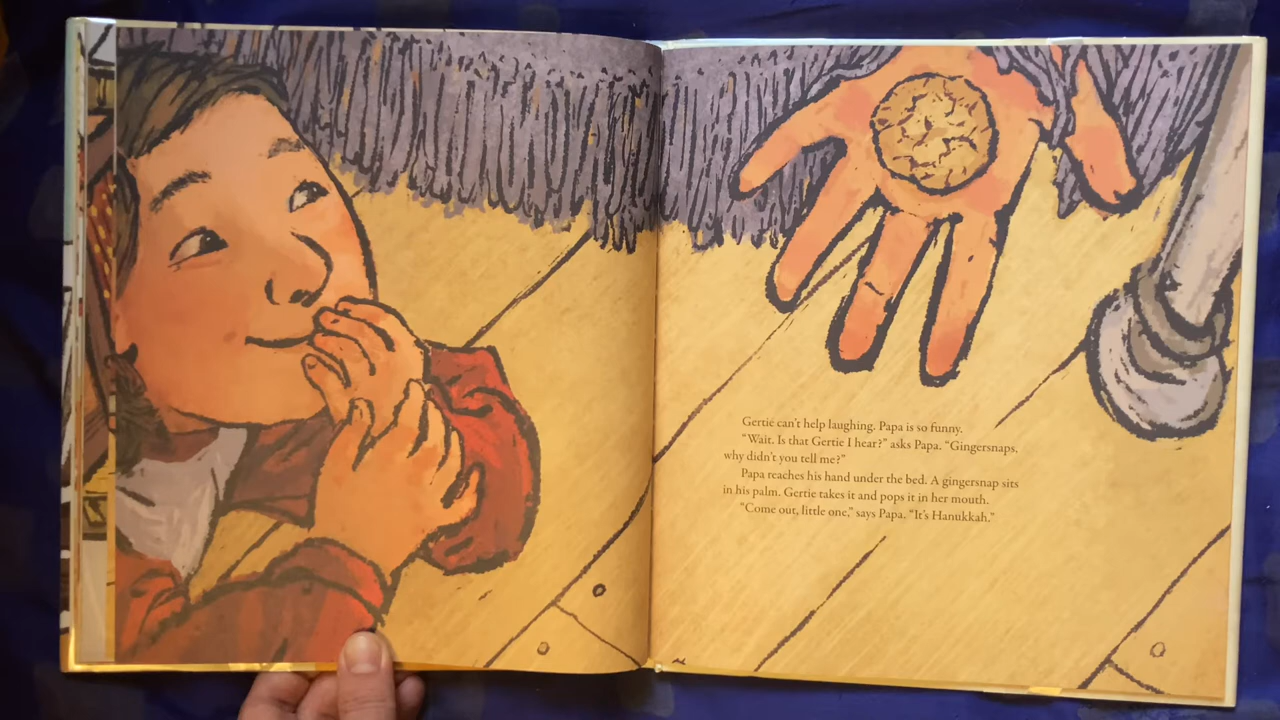 Gertie can't help laughing. Papa is so funny.
"Wait. Is that Gertie I hear?" asks Papa. "Gingersnaps,
why didn't you tell me?"
Papa reaches his hand under the bed. A gingersnap sits
in his palm. Gertie takes it and pops it in her mouth.
"Come out, little one," says Papa. "It's Hanukkah."